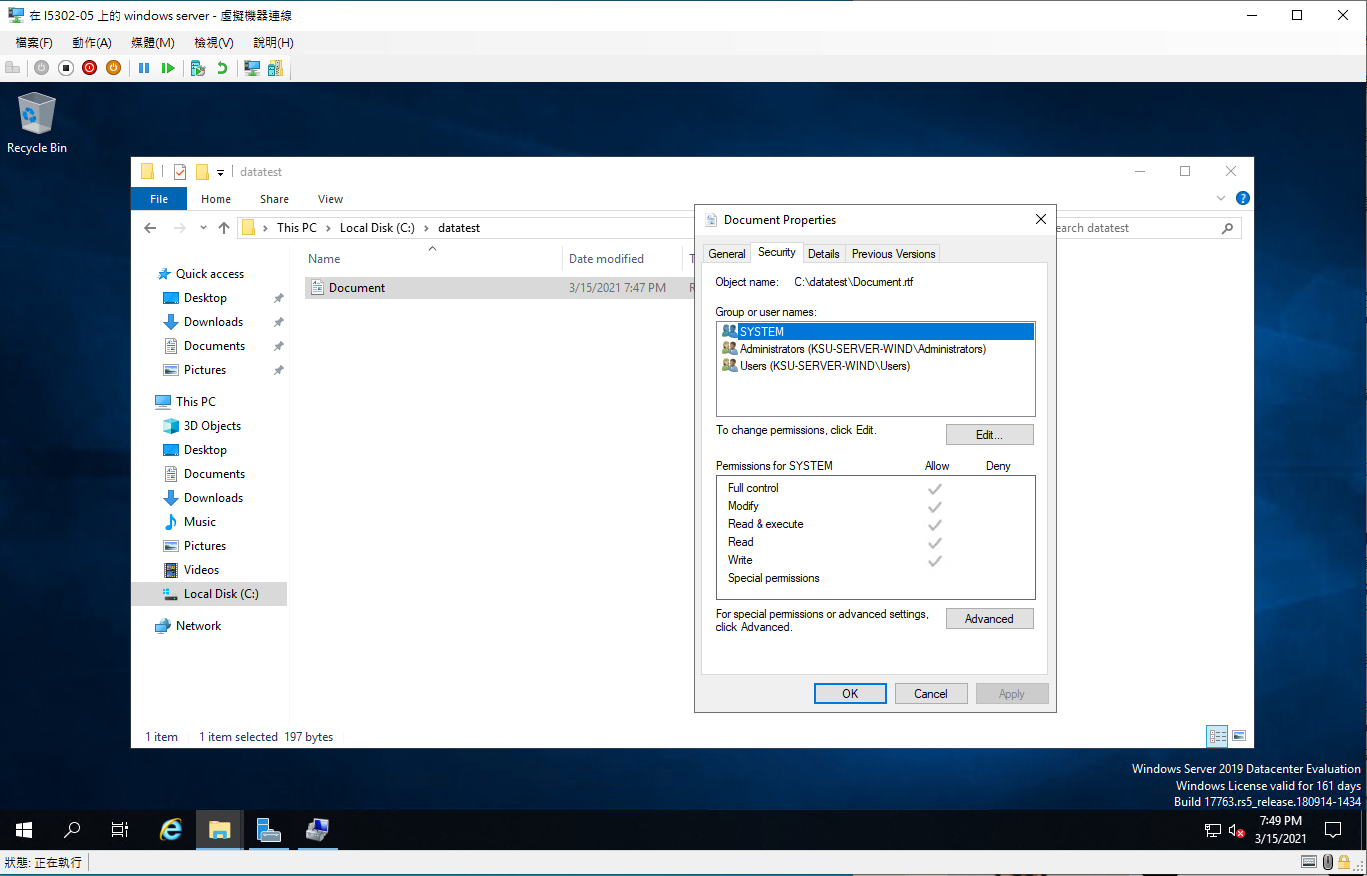 在 I5302-05 上的 windows server - 虛擬機器連線
檔案(F) 動作(A) 媒體(M) 檢視(V) 說明(H)
Recycle Bin
datatest
File Home Share View
This PC Local Disk (C:) datatest
earch datatest
Name Date modified
Document 3/15/2021 7:47 PM
Quick access
Desktop
Downloads
Documents
Pictures
This PC
3D Objects
Desktop
Documents
Downloads
Music
Pictures
Videos
Local Disk (C:)
Network
1 item 1 item selected 197 bytes
Document Properties
General Security Details Previous Versions
Object name: C:\datatest\Document.rtf
Group or user names:
SYSTEM
Administrators (KSU-SERVER-WIND\Administrators)
Users (KSU-SERVER-WIND\Users)
To change permissions, click Edit.
Edit...
Permissions for SYSTEM Allow Deny
Full control
Modify
Read & execute
Read
Write
Special permissions
For special permissions or advanced settings,
click Advanced.
Advanced
OK Cancel Apply
Windows Server 2019 Datacenter Evaluation
Windows License valid for 161 days
Build 17763.rs5_release.180914-1434
7:49 PM
3/15/2021
狀態: 正在執行